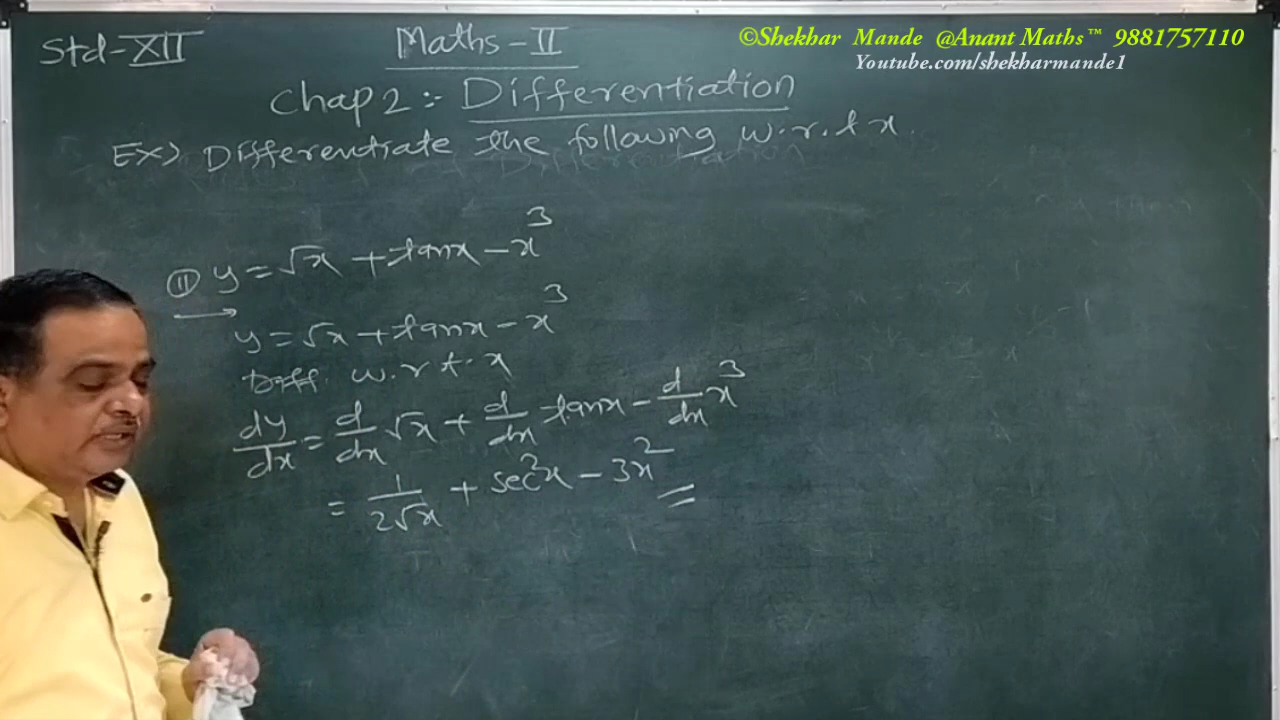 ©Shekhar Mande @Anant Maths™ 9881757110
Youtube.com/shekharmande1
Std-XII
Maths-II
Chap 2:- Differentiation
Ex> Differentiate the following w.r.t x.
⑪ y = √x + tanx - x³
y = √x + tanx - x³
Diff. w.r.t. x
dy/dx = d/dx √x + d/dx tanx - d/dx x³
= 1/2√x + sec²x - 3x²